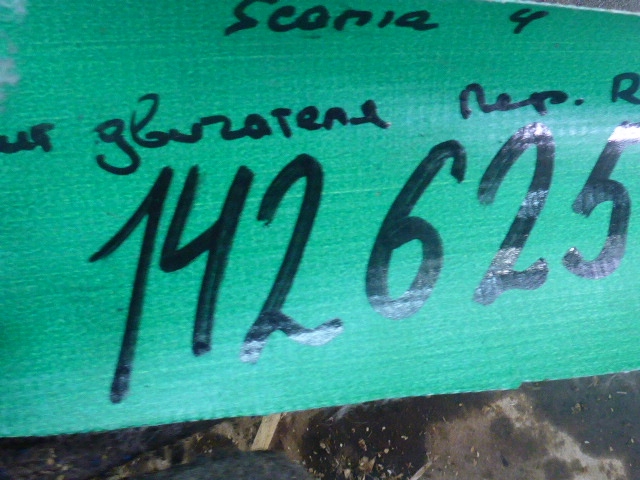 Scania 4
двигателя пер. R
142625